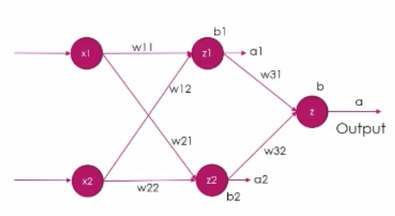 b1
x1 w11 z1 a1
w31
w12 b
z a
Output
w21
w32
x2 w22 z2 a2
b2